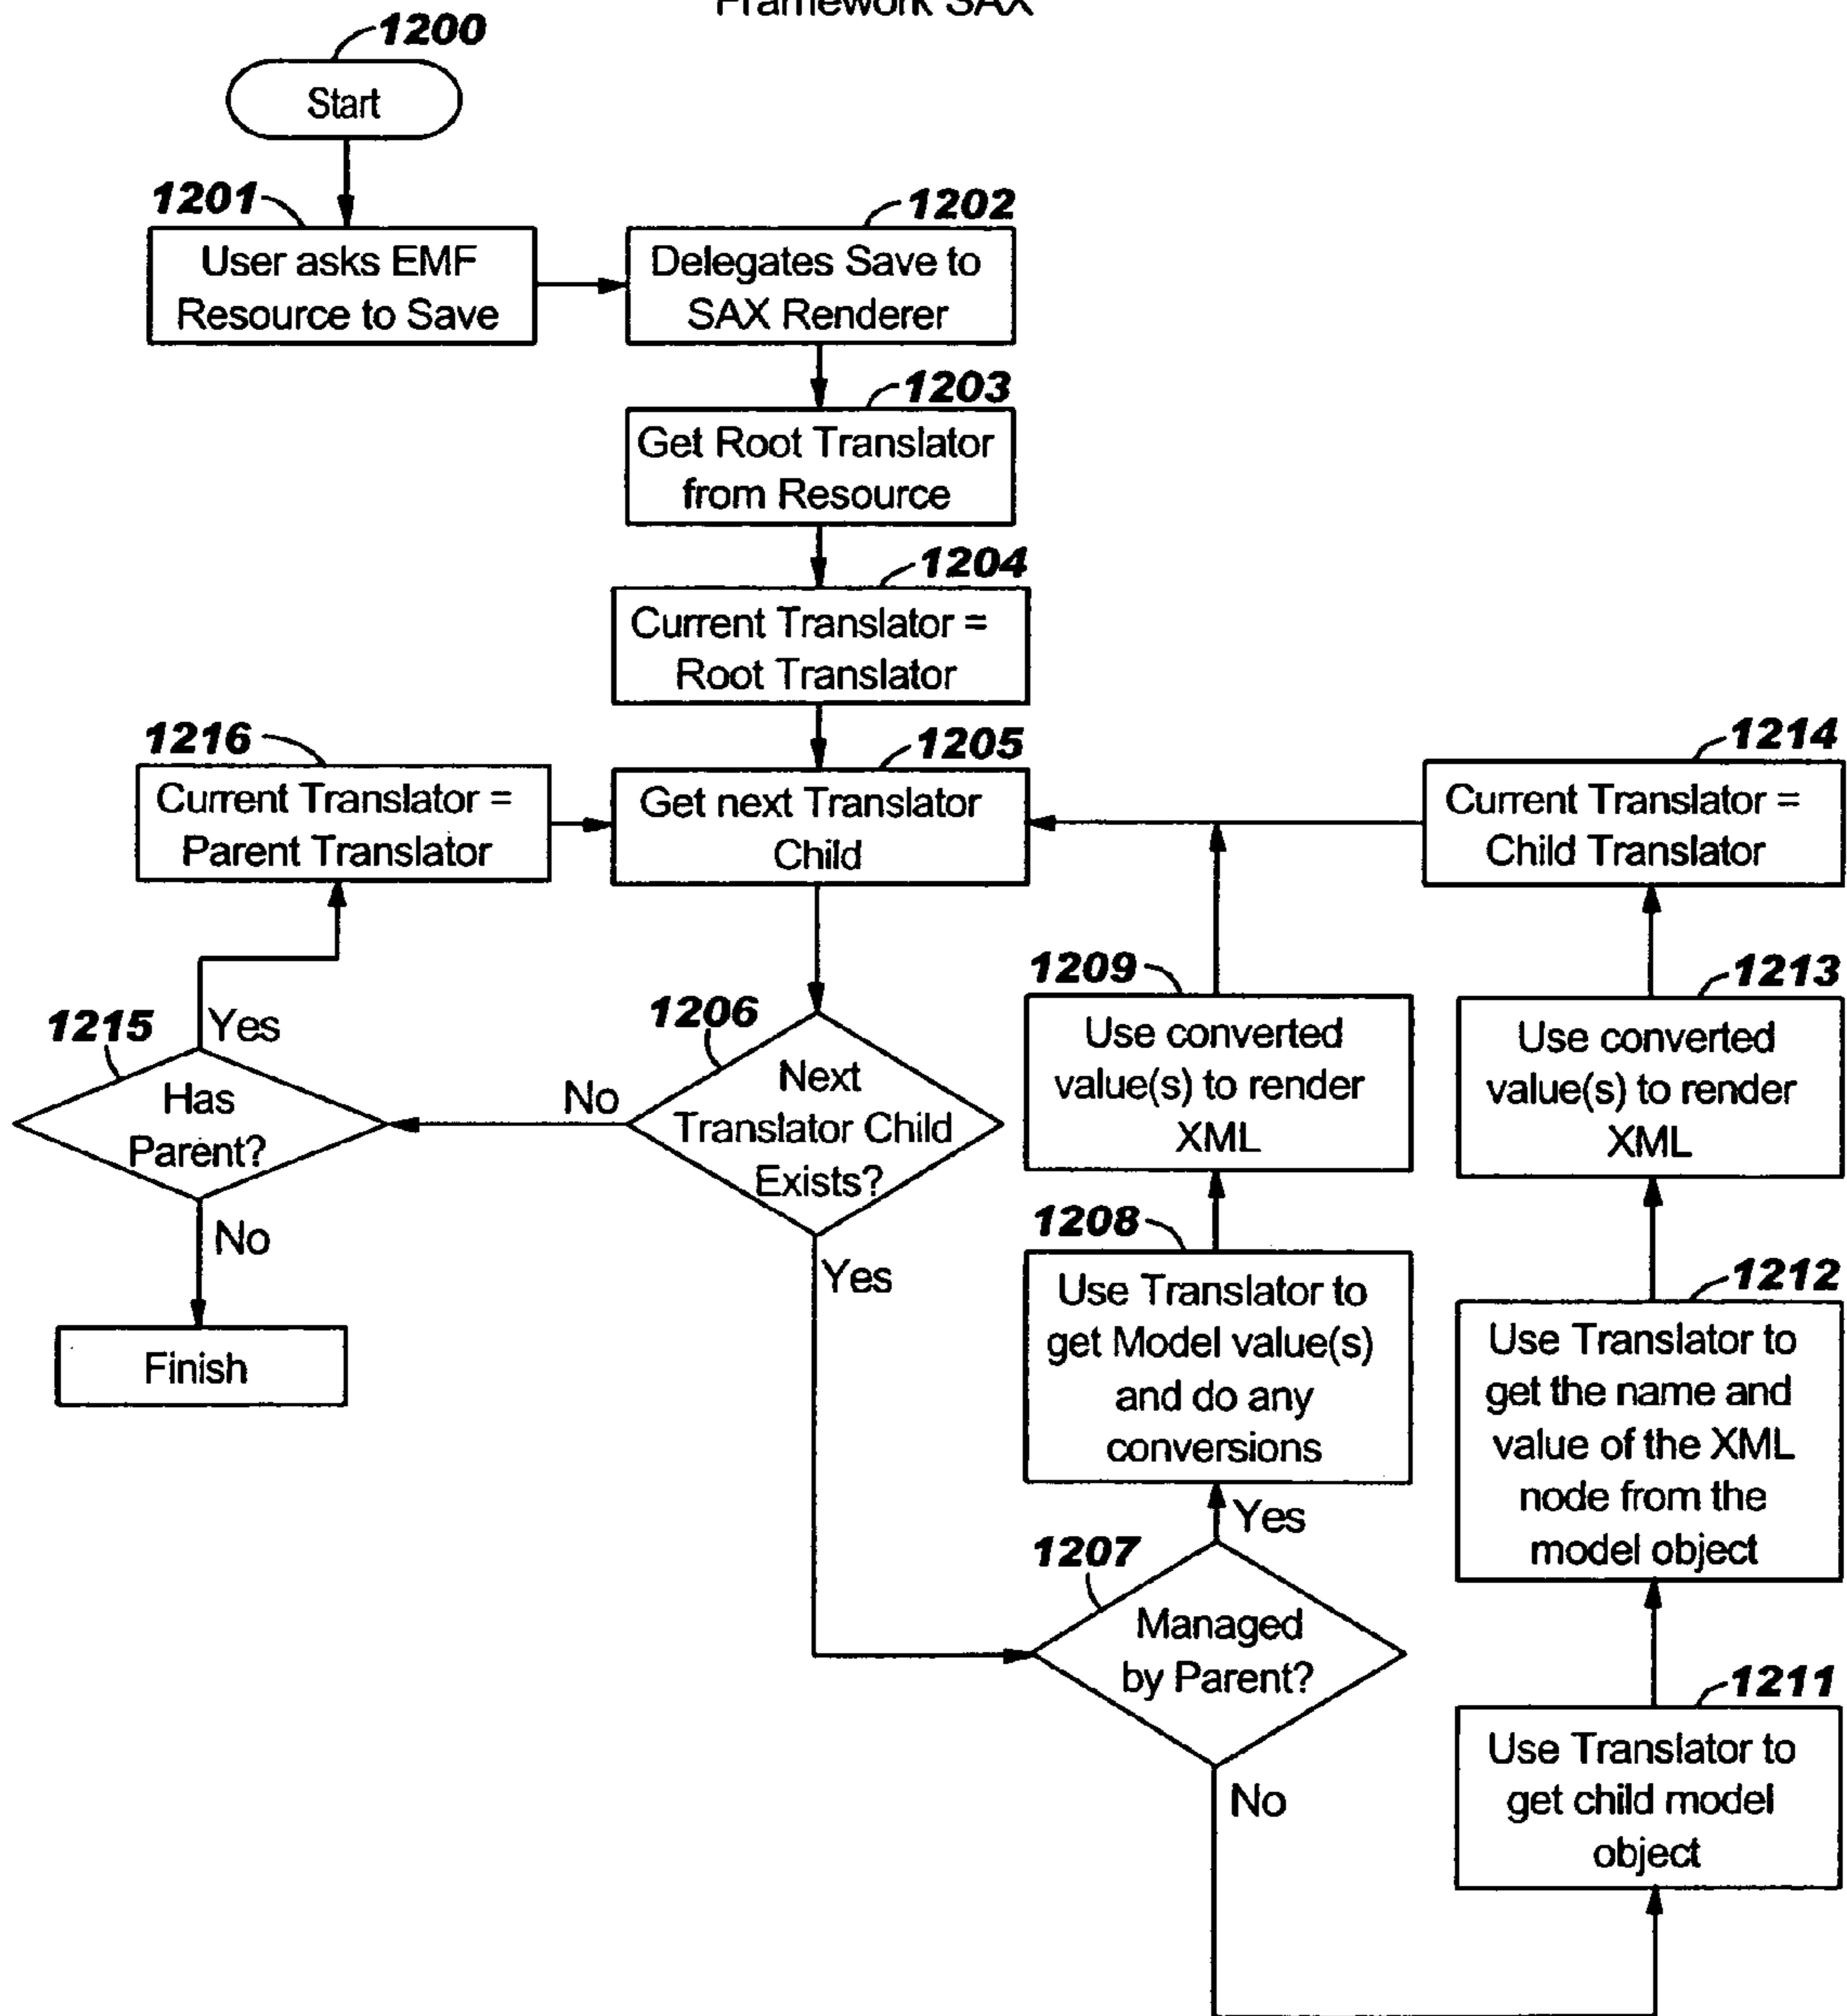 Framework SAX
1200
Start
1201
User asks EMF
Resource to Save
1202
Delegates Save to
SAX Renderer
1203
Get Root Translator
from Resource
1204
Current Translator =
Root Translator
1216
Current Translator =
Parent Translator
1205
Get next Translator
Child
1214
Current Translator =
Child Translator
1215
Has
Parent?
Yes
No
Finish
1206
Next
Translator Child
Exists?
No
Yes
1209
Use converted
value(s) to render
XML
1213
Use converted
value(s) to render
XML
1208
Use Translator to
get Model value(s)
and do any
conversions
1212
Use Translator to
get the name and
value of the XML
node from the
model object
Yes
1207
Managed
by Parent?
No
1211
Use Translator to
get child model
object